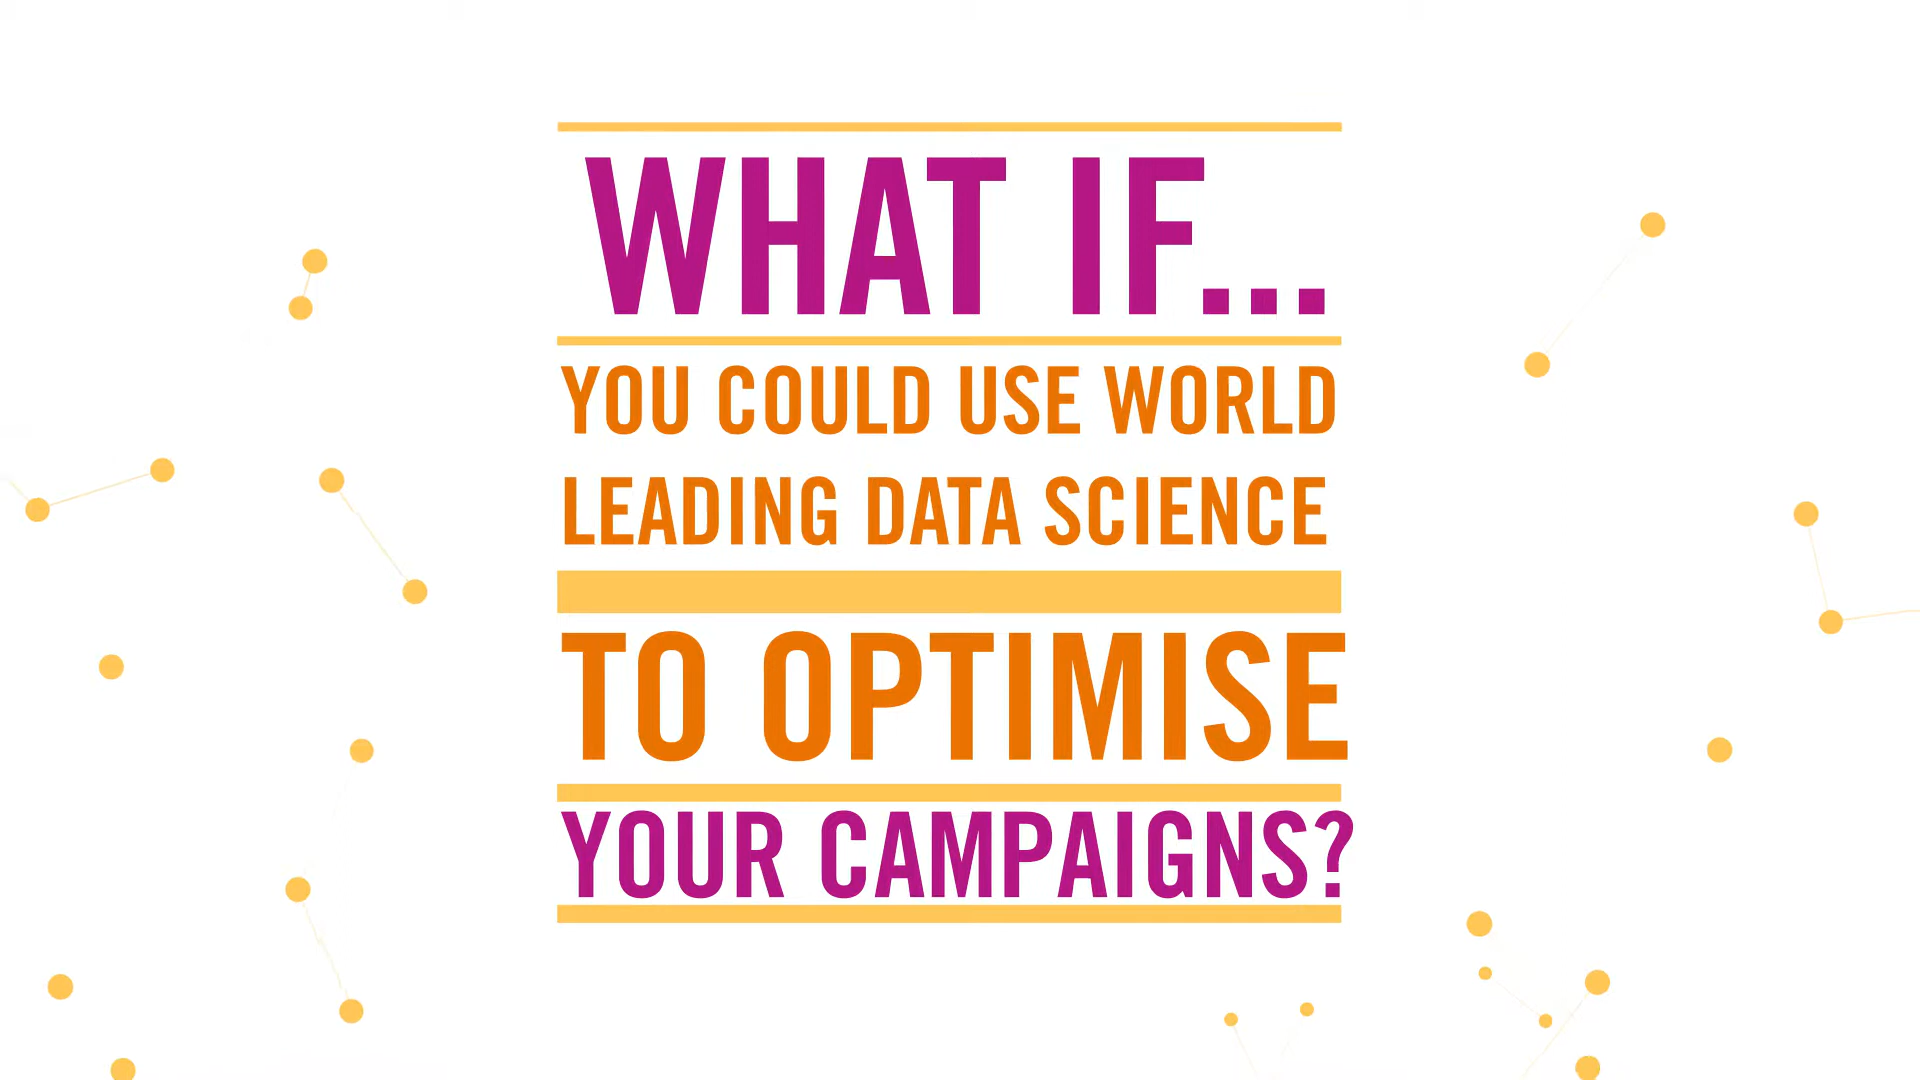 WHAT IF...
YOU COULD USE WORLD
LEADING DATA SCIENCE
TO OPTIMISE
YOUR CAMPAIGNS?